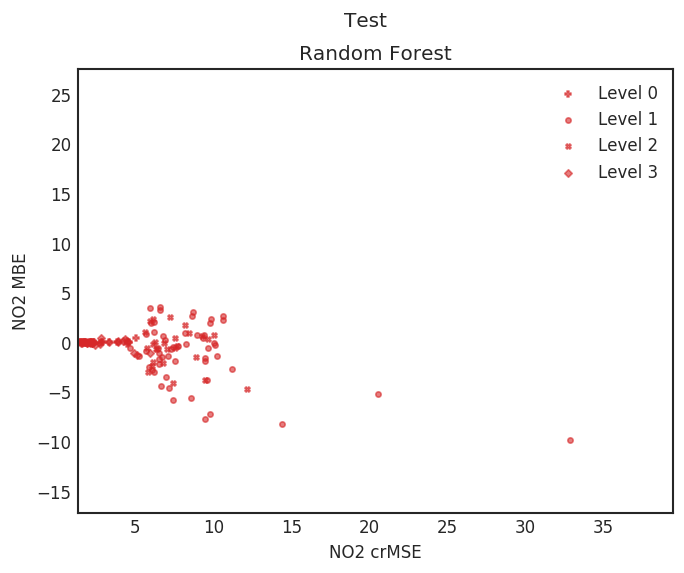 Test
Random Forest
25
20
15
10
5
0
−5
−10
−15
NO2 MBE
Level 0
Level 1
Level 2
Level 3
5
10
15
20
25
30
35
NO2 crMSE